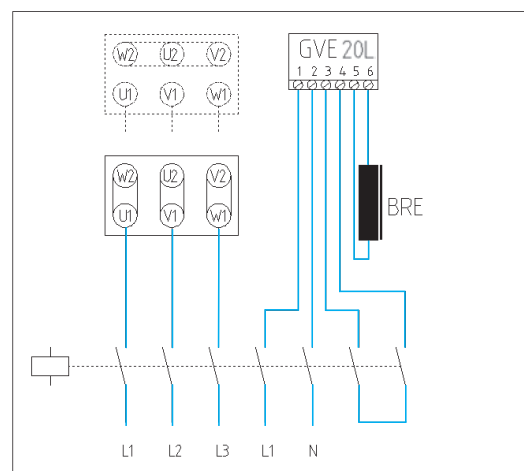 W2 U2 V2
U1 V1 W1
GVE 20L
1 2 3 4 5 6
W2 U2 V2
U1 V1 W1
BRE
L1 L2 L3 L1 N